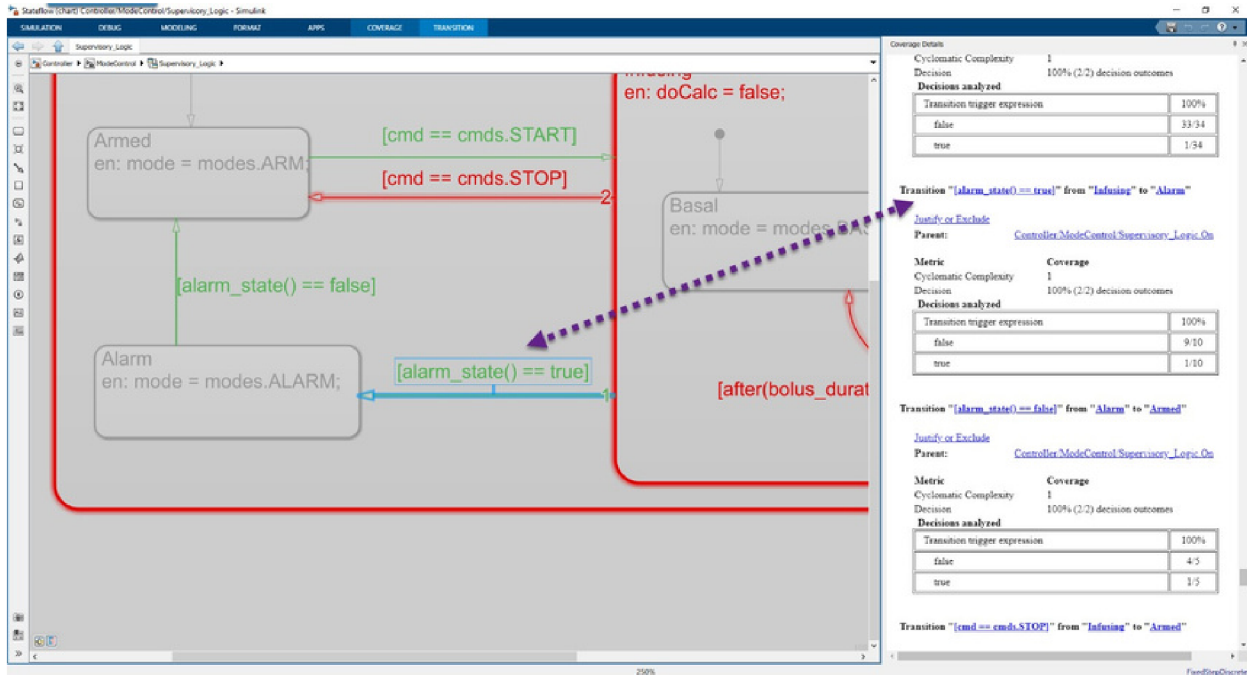 Stateflow (chart) Controller/ModeControl/Supervisory_Logic - Simulink
SIMULATION DEBUG MODELING FORMAT APPS COVERAGE TRANSITION
Supervisory_Logic
Controller ModeControl Supervisory_Logic
Infusing
en: doCalc = false;
Armed
en: mode = modes.ARM;
[cmd == cmds.START]
[cmd == cmds.STOP]
2
Basal
en: mode = modes.BAS
[alarm_state() == false]
Alarm
en: mode = modes.ALARM;
[alarm_state() == true]
1
[after(bolus_durat
250%
FixedStepDiscrete
Coverage Details
Cyclomatic Complexity 1
Decision 100% (2/2) decision outcomes
Decisions analyzed
Transition trigger expression 100%
false 33/34
true 1/34
Transition "[alarm_state() == true]" from "Infusing" to "Alarm"
Justify or Exclude
Parent: Controller/ModeControl/Supervisory_Logic.On
Metric Coverage
Cyclomatic Complexity 1
Decision 100% (2/2) decision outcomes
Decisions analyzed
Transition trigger expression 100%
false 9/10
true 1/10
Transition "[alarm_state() == false]" from "Alarm" to "Armed"
Justify or Exclude
Parent: Controller/ModeControl/Supervisory_Logic.On
Metric Coverage
Cyclomatic Complexity 1
Decision 100% (2/2) decision outcomes
Decisions analyzed
Transition trigger expression 100%
false 4/5
true 1/5
Transition "[cmd == cmds.STOP]" from "Infusing" to "Armed"